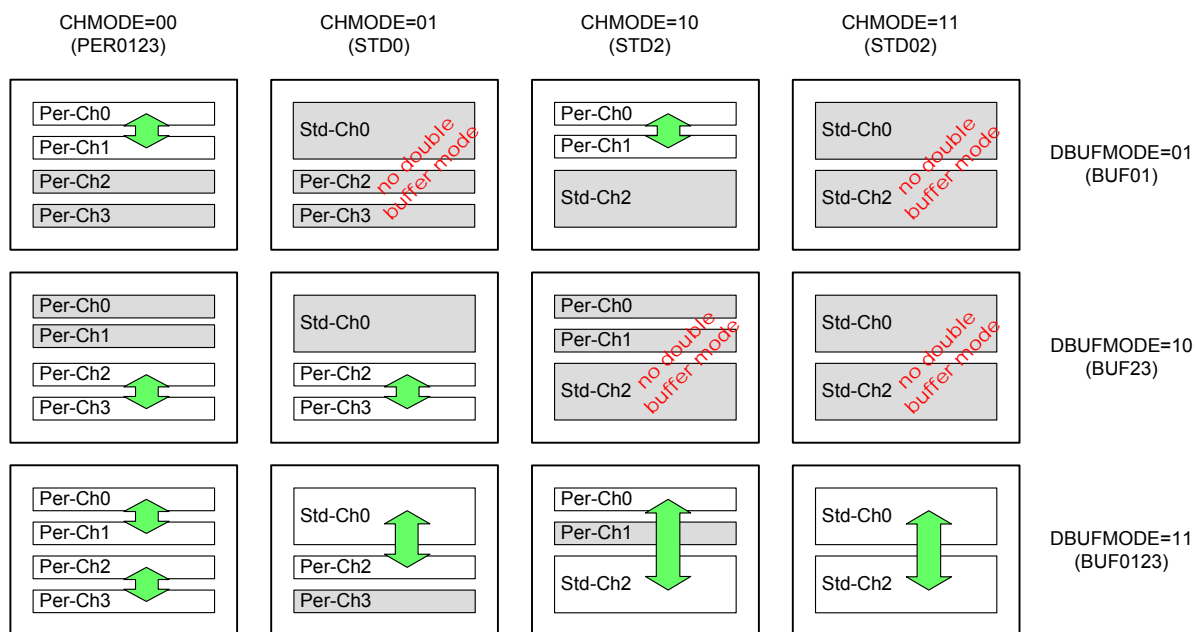 CHMODE=00
(PER0123)
CHMODE=01
(STD0)
CHMODE=10
(STD2)
CHMODE=11
(STD02)
Per-Ch0
Per-Ch1
Per-Ch2
Per-Ch3
Std-Ch0
Per-Ch2
Per-Ch3
no double
buffer mode
Per-Ch0
Per-Ch1
Std-Ch2
Std-Ch0
Std-Ch2
no double
buffer mode
DBUFMODE=01
(BUF01)
Per-Ch0
Per-Ch1
Per-Ch2
Per-Ch3
Std-Ch0
Per-Ch2
Per-Ch3
Per-Ch0
Per-Ch1
Std-Ch2
no double
buffer mode
Std-Ch0
Std-Ch2
no double
buffer mode
DBUFMODE=10
(BUF23)
Per-Ch0
Per-Ch1
Per-Ch2
Per-Ch3
Std-Ch0
Per-Ch2
Per-Ch3
Per-Ch0
Per-Ch1
Std-Ch2
Std-Ch0
Std-Ch2
DBUFMODE=11
(BUF0123)